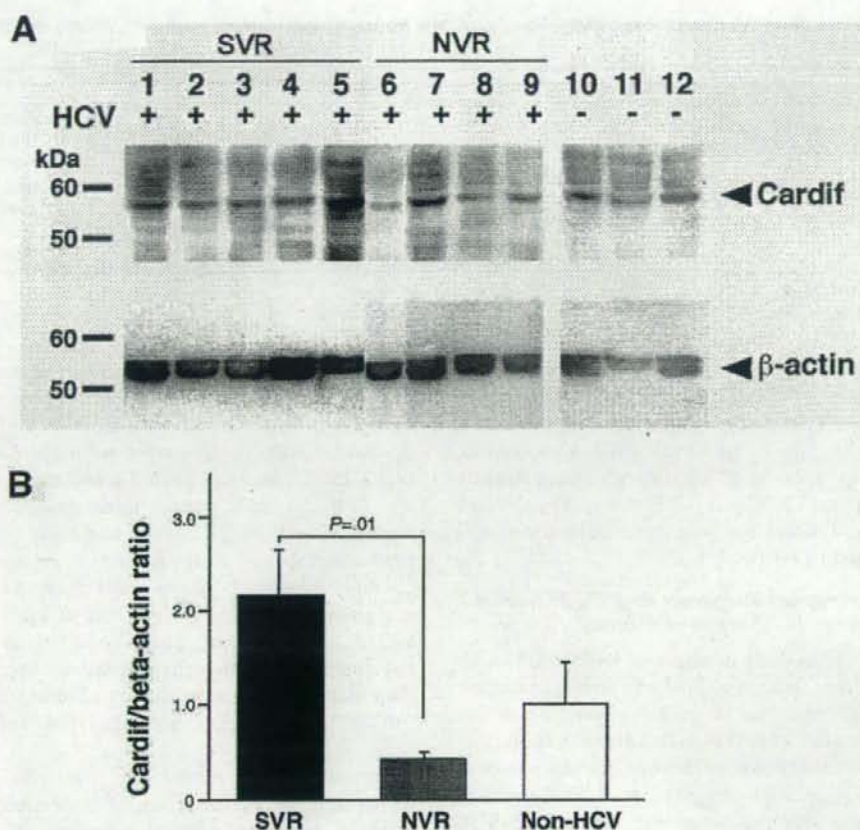 A
SVR NVR
1 2 3 4 5 6 7 8 9 10 11 12
HCV + + + + + + + + + - - -
kDa
60
50
Cardif
60
50
β-actin
B
Cardif/beta-actin ratio
3.0
2.0
1.0
0
P=.01
SVR NVR Non-HCV